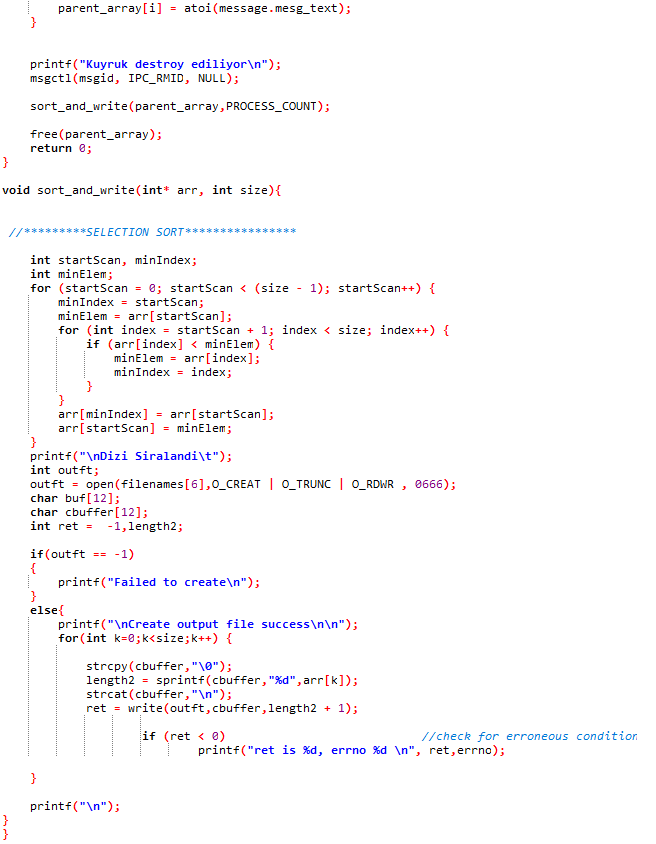 parent_array[i] = atoi(message.mesg_text);
}
printf("Kuyruk destroy ediliyor\n");
msgctl(msgid, IPC_RMID, NULL);
sort_and_write(parent_array,PROCESS_COUNT);
free(parent_array);
return 0;
}
void sort_and_write(int* arr, int size){
//*********SELECTION SORT****************
int startScan, minIndex;
int minElem;
for (startScan = 0; startScan < (size - 1); startScan++) {
minIndex = startScan;
minElem = arr[startScan];
for (int index = startScan + 1; index < size; index++) {
if (arr[index] < minElem) {
minElem = arr[index];
minIndex = index;
}
}
arr[minIndex] = arr[startScan];
arr[startScan] = minElem;
}
printf("\nDizi Siralandi\t");
int outft;
outft = open(filenames[6],O_CREAT | O_TRUNC | O_RDWR , 0666);
char buf[12];
char cbuffer[12];
int ret =  -1,length2;
if(outft == -1)
{
printf("Failed to create\n");
}
else{
printf("\nCreate output file success\n\n");
for(int k=0;k<size;k++) {
strcpy(cbuffer,"\0");
length2 = sprintf(cbuffer,"%d",arr[k]);
strcat(cbuffer,"\n");
ret = write(outft,cbuffer,length2 + 1);
if (ret < 0) //check for erroneous condition
printf("ret is %d, errno %d \n", ret,errno);
}
printf("\n");
}
}